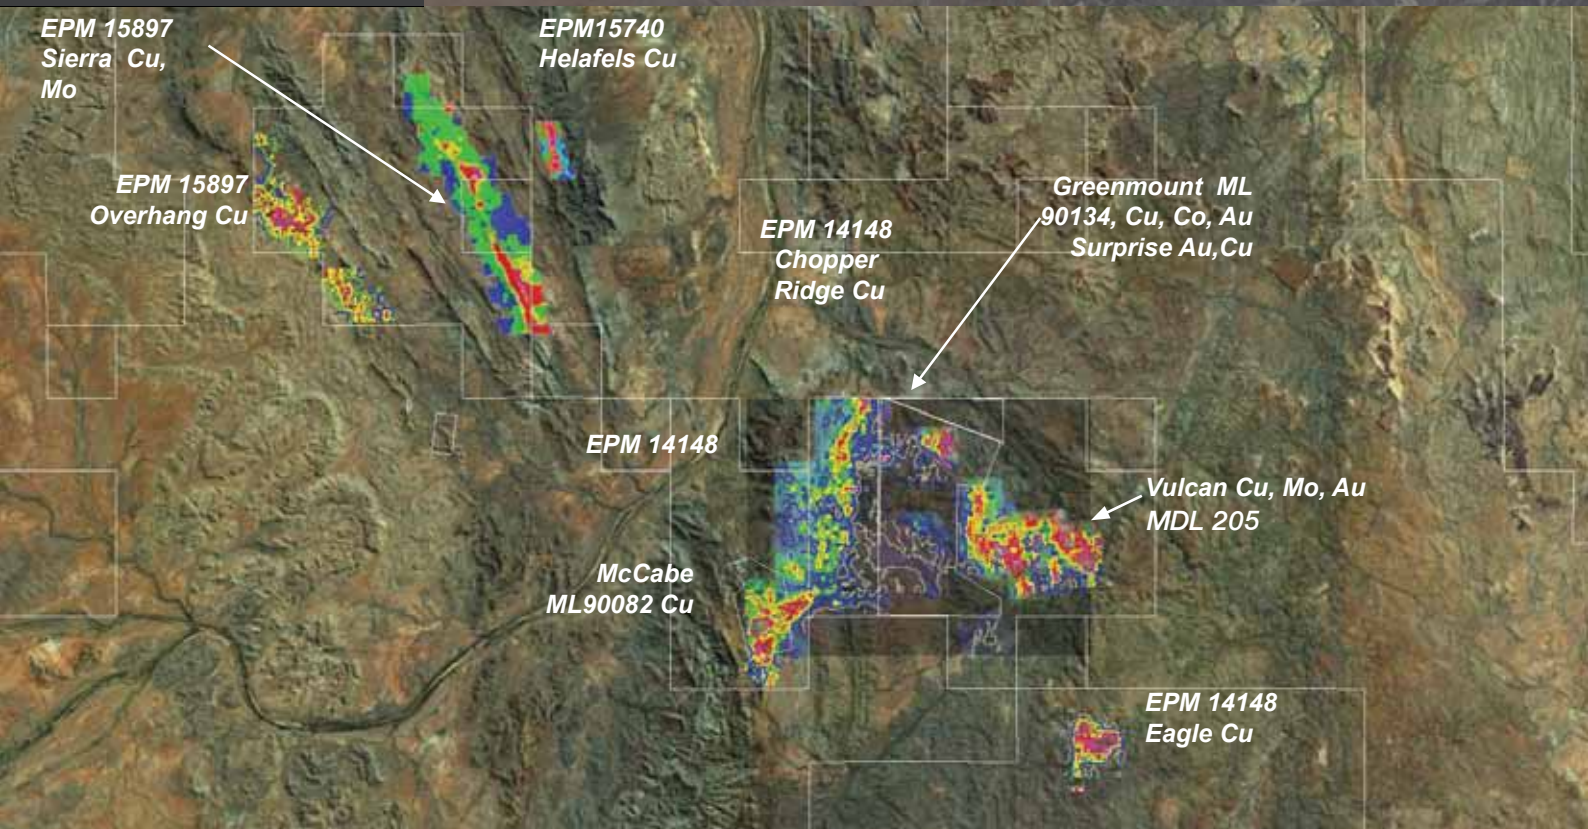 EPM 15897
Sierra Cu,
Mo
EPM15740
Helafels Cu
EPM 15897
Overhang Cu
EPM 14148
Chopper
Ridge Cu
Greenmount ML
90134, Cu, Co, Au
Surprise Au,Cu
EPM 14148
Vulcan Cu, Mo, Au
MDL 205
McCabe
ML90082 Cu
EPM 14148
Eagle Cu